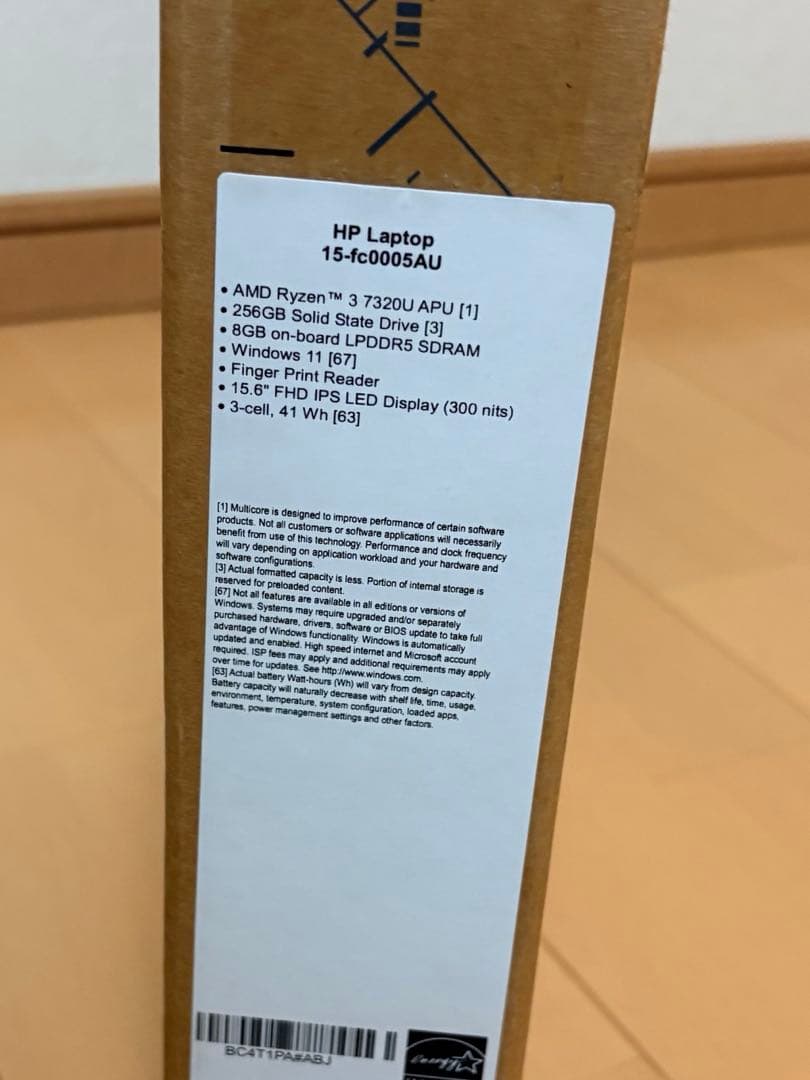 HP Laptop
15-fc0005AU
• AMD Ryzen™ 3 7320U APU [1]
• 256GB Solid State Drive [3]
• 8GB on-board LPDDR5 SDRAM
• Windows 11 [67]
• Finger Print Reader
• 15.6" FHD IPS LED Display (300 nits)
• 3-cell, 41 Wh [63]
[1] Multicore is designed to improve performance of certain software
products. Not all customers or software applications will necessarily
benefit from use of this technology. Performance and clock frequency
will vary depending on application workload and your hardware and
software configurations.
[3] Actual formatted capacity is less. Portion of internal storage is
reserved for preloaded content.
[67] Not all features are available in all editions or versions of
Windows. Systems may require upgraded and/or separately
purchased hardware, drivers, software or BIOS update to take full
advantage of Windows functionality. Windows is automatically
updated and enabled. High speed internet and Microsoft account
required. ISP fees may apply and additional requirements may apply
over time for updates. See http://www.windows.com.
[63] Actual battery Watt-hours (Wh) will vary from design capacity.
Battery capacity will naturally decrease with shelf life, time, usage,
environment, temperature, system configuration, loaded apps,
features, power management settings and other factors.
BC4T1PA#ABJ
energy